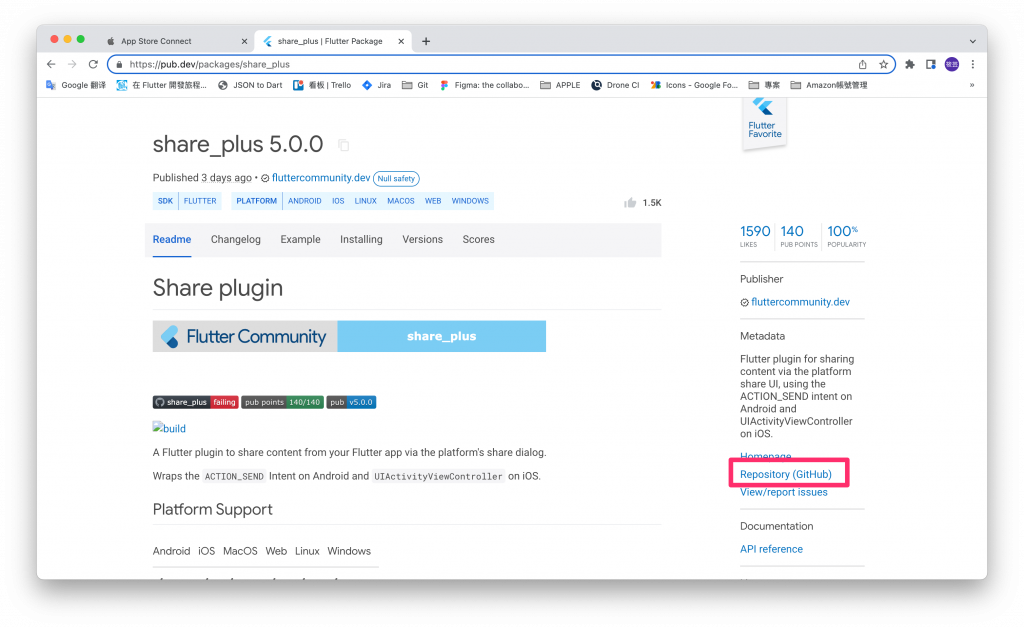 App Store Connect
share_plus | Flutter Package
https://pub.dev/packages/share_plus
Google 翻译
在 Flutter 開發旅程...
JSON to Dart
看板 | Trello
Jira
Git
Figma: the collabo...
APPLE
Drone CI
Icons - Google Fo...
專案
Amazon帳號管理
»
Flutter
Favorite
share_plus 5.0.0
Published 3 days ago • fluttercommunity.dev Null safety
SDK FLUTTER PLATFORM ANDROID IOS LINUX MACOS WEB WINDOWS
1.5K
Readme Changelog Example Installing Versions Scores
Share plugin
Flutter Community share_plus
share_plus failing pub points 140/140 pub v5.0.0
build
A Flutter plugin to share content from your Flutter app via the platform's share dialog.
Wraps the ACTION_SEND Intent on Android and UIActivityViewController on iOS.
Platform Support
Android iOS MacOS Web Linux Windows
1590 140 100%
LIKES PUB POINTS POPULARITY
Publisher
fluttercommunity.dev
Metadata
Flutter plugin for sharing
content via the platform
share UI, using the
ACTION_SEND intent on
Android and
UIActivityViewController
on iOS.
Homepage
Repository (GitHub)
View/report issues
Documentation
API reference